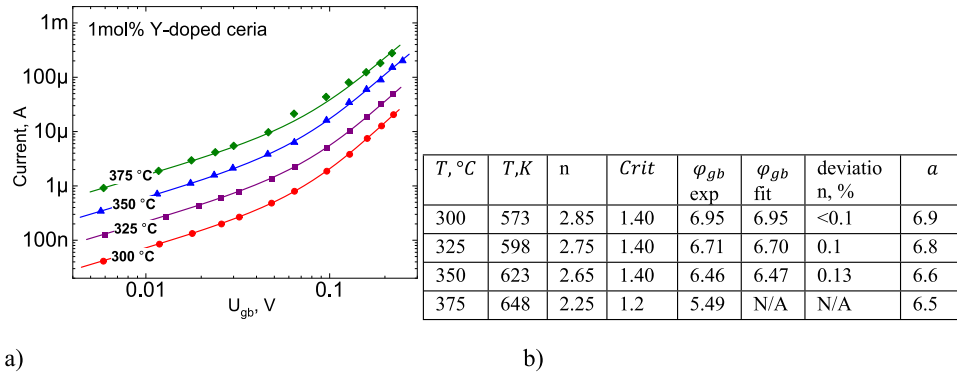 1mol% Y-doped ceria
1m
100µ
10µ
1µ
100n
Current, A
375 °C
350 °C
325 °C
300 °C
0.01
0.1
U_gb, V
a)
T, °C T,K n Crit φ_gb exp φ_gb fit deviatio n, % a
300 573 2.85 1.40 6.95 6.95 <0.1 6.9
325 598 2.75 1.40 6.71 6.70 0.1 6.8
350 623 2.65 1.40 6.46 6.47 0.13 6.6
375 648 2.25 1.2 5.49 N/A N/A 6.5
b)